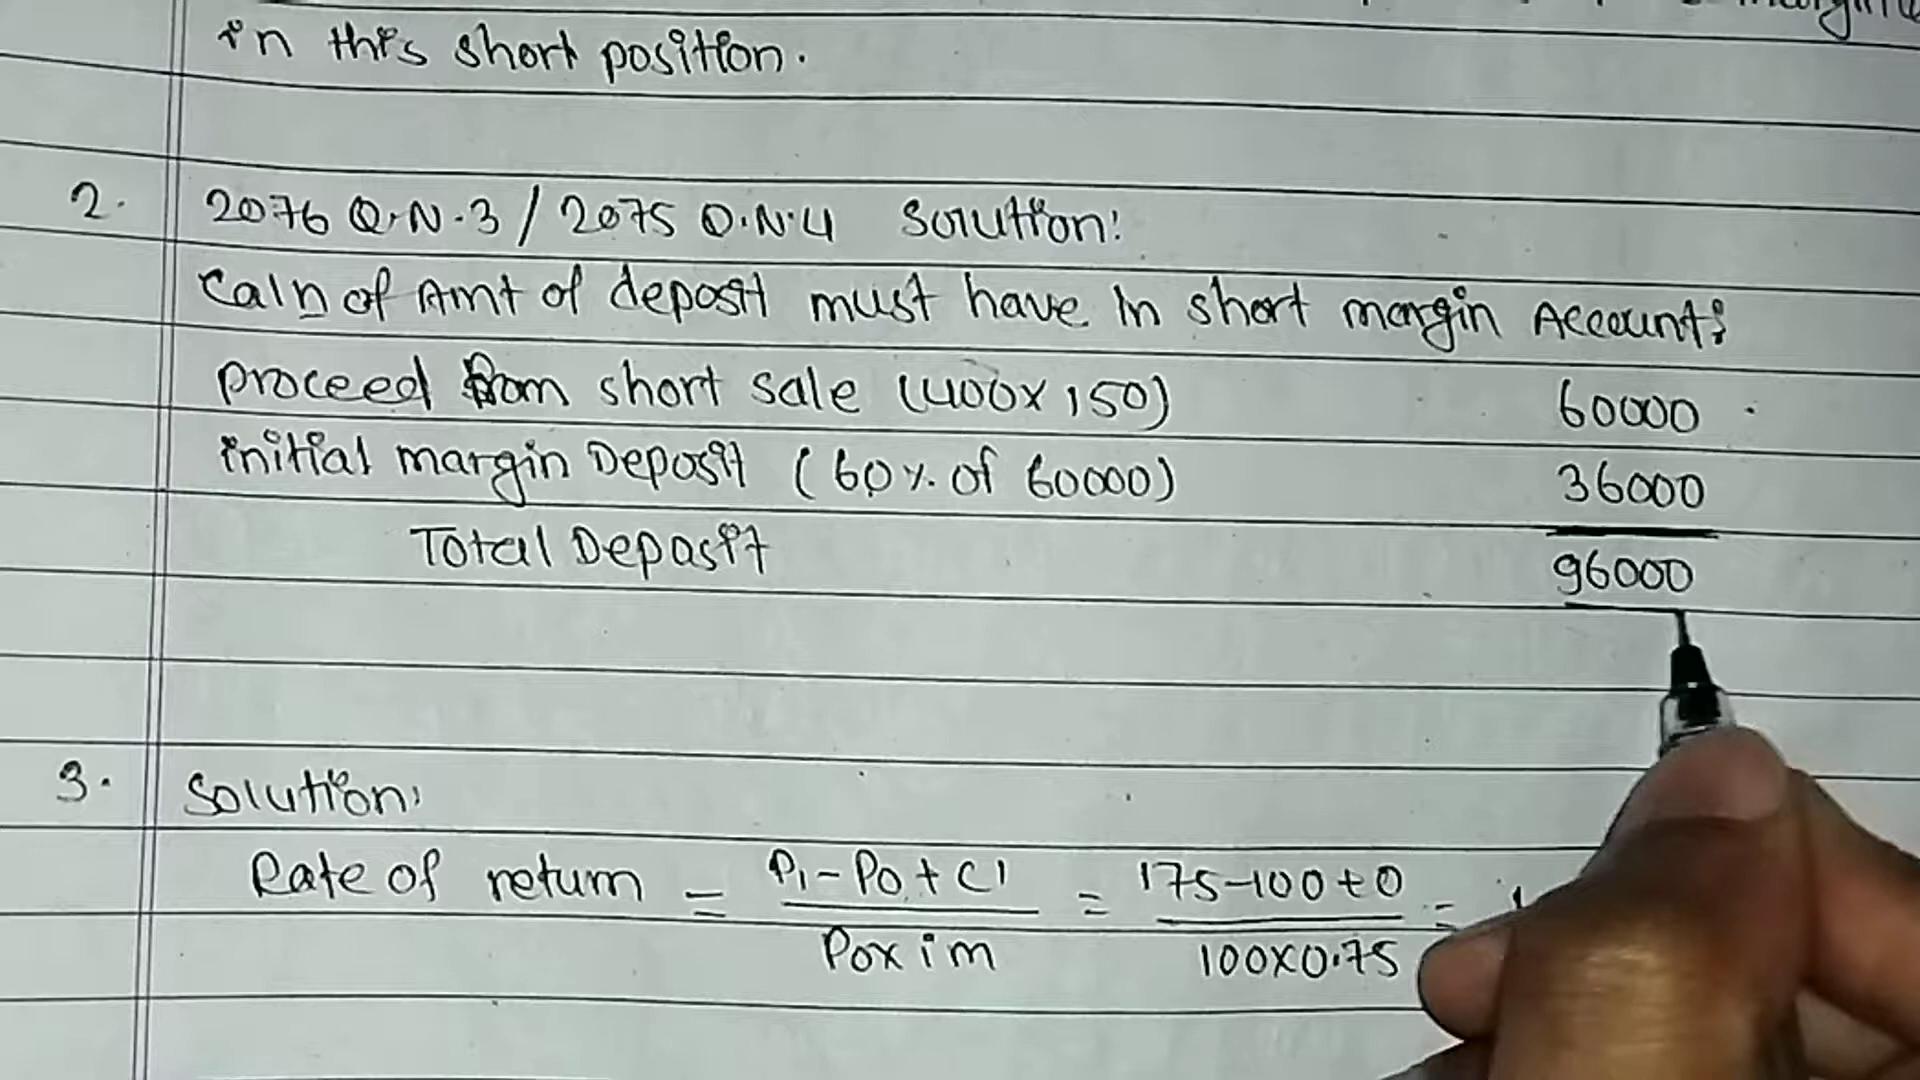 in this short position.
2. 2076 Q.N.3 / 2075 Q.N.4 Solution:
Caln of Amt of deposit must have in short margin Account:
proceed from short sale (400x150) 60000
initial margin Deposit (60% of 60000) 36000
Total Deposit 96000
3. Solution:
Rate of return = P1-P0+C1 / P0xim = 175-100+0 / 100x0.75 =